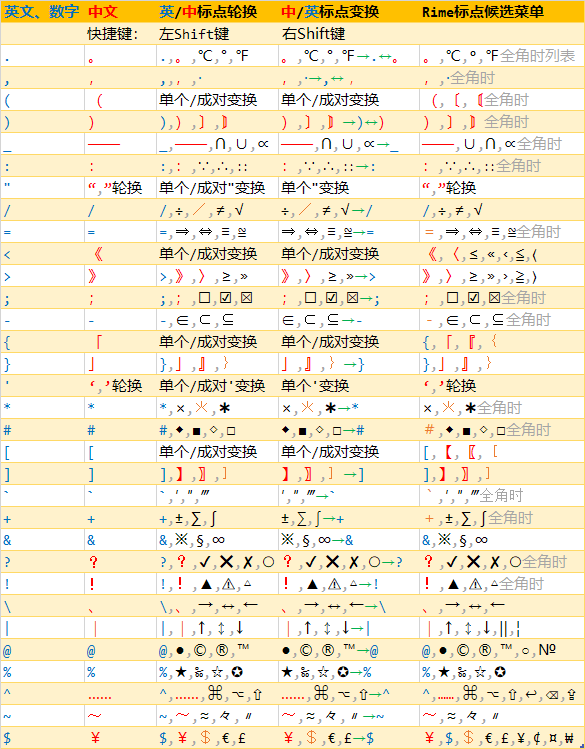 英文、数字 中文 英/中标点轮换 中/英标点变换 Rime标点候选菜单
快捷键: 左Shift键 右Shift键
. 。 .,。,℃,°,℉ 。,℃,°,℉→.↔。 。,℃,°,℉全角时列表
, ， ,,，,· ，,·→,↔， ，,·全角时
( （ 单个/成对变换 单个/成对变换 （,〔,⦅全角时
) ） ),）,〕,⦆ ）,〕,⦆→)↔) ）,〕,⦆全角时
_ —— _,——,∩,∪,∝ ——,∩,∪,∝→_ ——,∪,∩,∝全角时
: ： :,：,∵,∴,∷ ：,∵,∴,∷→: ：,∵,∴,∷全角时
" “,”轮换 单个/成对"变换 单个"变换 “,”轮换
/ / /,÷,／,≠,√ ÷,／,≠,√→/ /,÷,≠,√
= = =,⇒,⇔,≡,≌ ⇒,⇔,≡,≌→= ＝,⇒,⇔,≡,≌全角时
< 《 单个/成对变换 单个/成对变换 《,〈,≤,«,‹,≦,⟨
> 》 >,》,〉,≥,» 》,〉,≥,»→> 》,〉,≥,»,›,≧,⟩
; ； ;,；,☐,☑,☒ ；,☐,☑,☒→; ；,☐,☑,☒全角时
- - -,∈,⊂,⊆ ∈,⊂,⊆→- －,∈,⊂,⊆全角时
{ 「 单个/成对变换 单个/成对变换 {,「,『,｛
} 」 },」,』,｝ 」,』,｝→} },」,』,｝
' ‘,’轮换 单个/成对'变换 单个'变换 ‘,’轮换
* * *,×,＊,✱ ×,＊,✱→* ×,＊,✱全角时
# # #,◆,■,◇,□ ◆,■,◇,□→# ＃,◆,■,◇,□全角时
[ [ 单个/成对变换 单个/成对变换 [,【,〖,［
] ] ],】,〗,］ 】,〗,］→] ],】,〗,］
` ` `,′,″,‴ ′,″,‴→` ｀,′,″,‴全角时
+ + +,±,∑,∫ ±,∑,∫→+ ＋,±,∑,∫全角时
& & &,※,§,∞ ※,§,∞→& &,※,§,∞
? ？ ?,？,✓,✕,✗,○ ？,✓,✕,✗,○→? ？,✓,✕,✗,○全角时
! ！ !,！,▲,⚠,△ ！,▲,⚠,△→! ！,▲,⚠,△全角时
\ 、 \,、,→,↔,← 、,→,↔,←→\ 、,→,↔,←
| | |,｜,↑,↕,↓ ｜,↑,↕,↓→| |,↑,↕,↓,‖,¦
@ @ @,●,©,®,™ ●,©,®,™→@ @,●,©,®,™,○,№
% % %,★,‰,☆,✪ ★,‰,☆,✪→% %,★,‰,☆,✪
^ …… ^,……,⌘,⌥,⇧ ……,⌘,⌥,⇧→^ ^,……,⌘,⌥,⇧,↩,⌫,⇪
~ ～ ~,～,≈,々,〃 ～,≈,々,〃→~ ~,～,≈,々,〃
$ ￥ $,￥,＄,€,£ ￥,＄,€,£→$ ￥,$,＄,€,£,¥,¢,¤,₩